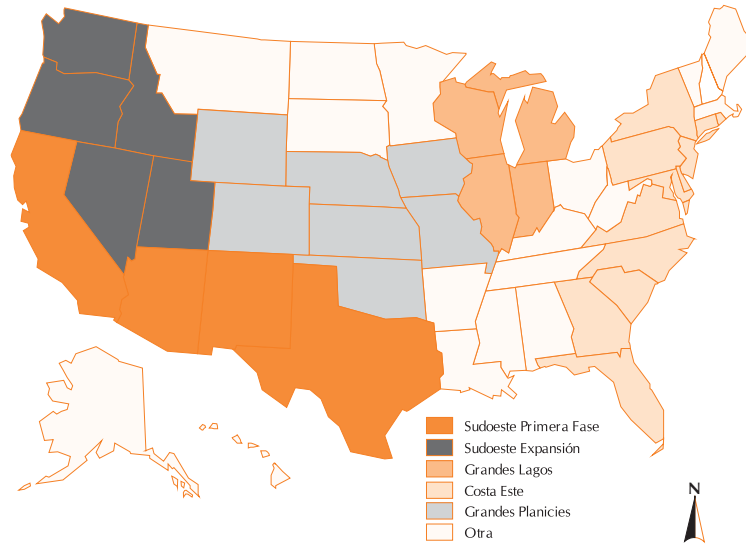 Sudoeste Primera Fase
Sudoeste Expansión
Grandes Lagos
Costa Este
Grandes Planicies
Otra
N